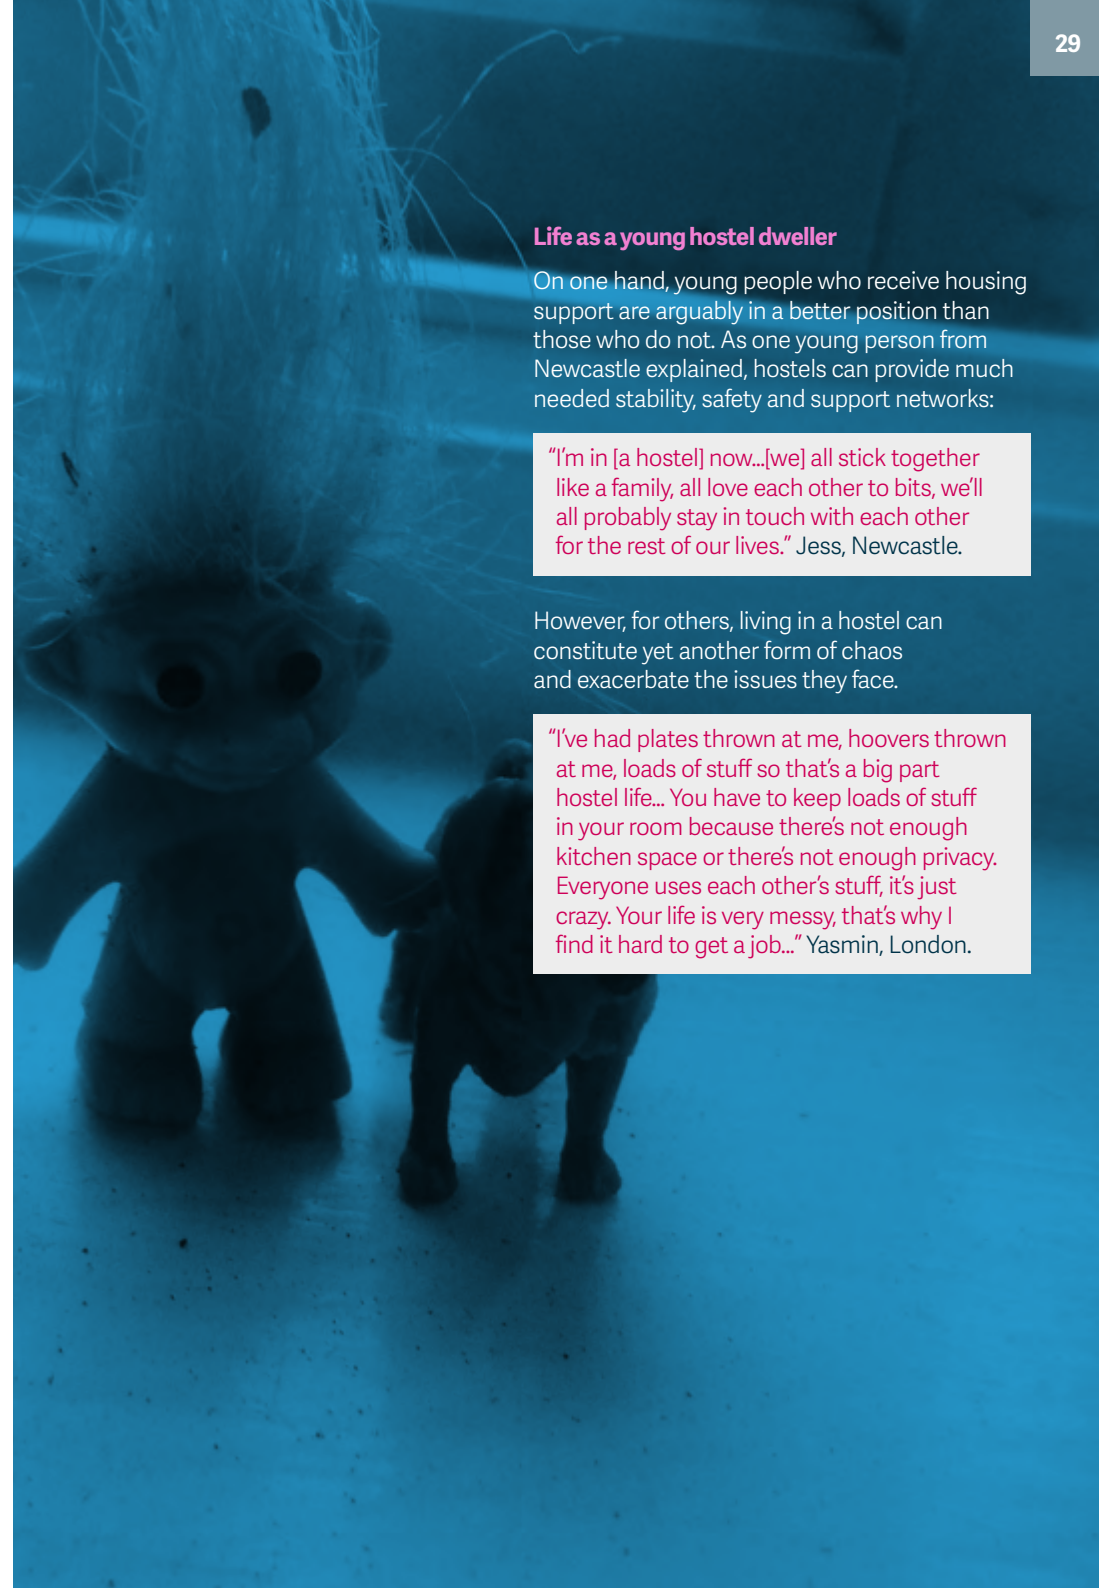 29
Life as a young hostel dweller
On one hand, young people who receive housing
support are arguably in a better position than
those who do not. As one young person from
Newcastle explained, hostels can provide much
needed stability, safety and support networks:
“I’m in [a hostel] now...[we] all stick together
like a family, all love each other to bits, we’ll
all probably stay in touch with each other
for the rest of our lives.” Jess, Newcastle.
However, for others, living in a hostel can
constitute yet another form of chaos
and exacerbate the issues they face.
“I’ve had plates thrown at me, hoovers thrown
at me, loads of stuff so that’s a big part
hostel life... You have to keep loads of stuff
in your room because there’s not enough
kitchen space or there’s not enough privacy.
Everyone uses each other’s stuff, it’s just
crazy. Your life is very messy, that’s why I
find it hard to get a job...” Yasmin, London.